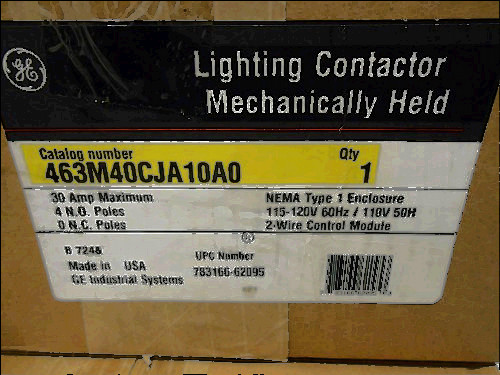 GE
Lighting Contactor
Mechanically Held
Catalog number Qty
463M40CJA10A0 1
30 Amp Maximum NEMA Type 1 Enclosure
4 N.O. Poles 115-120V 60Hz / 110V 50H
0 N.C. Poles 2-Wire Control Module
B 7246 UPC Number
Made in USA 783166-62095
GE Industrial Systems